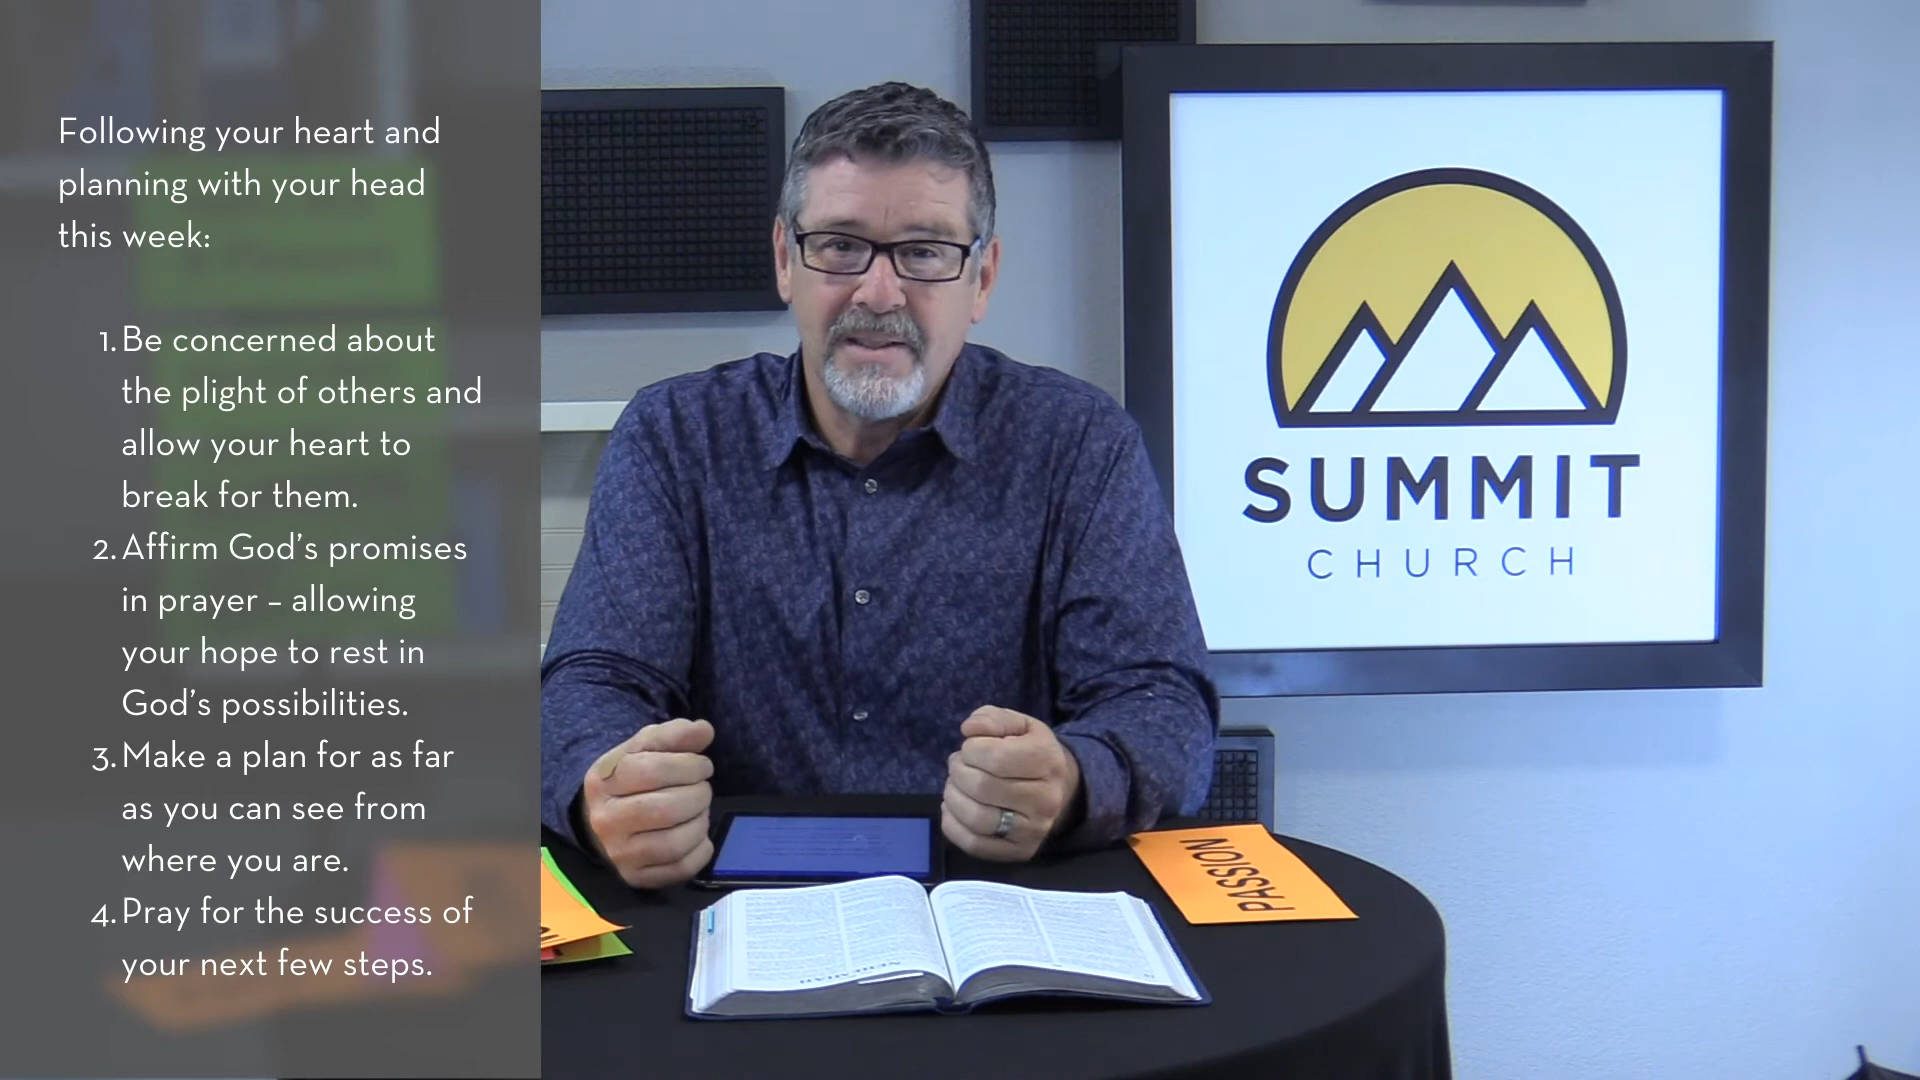 Following your heart and
planning with your head
this week:
1. Be concerned about
the plight of others and
allow your heart to
break for them.
2. Affirm God's promises
in prayer – allowing
your hope to rest in
God's possibilities.
3. Make a plan for as far
as you can see from
where you are.
4. Pray for the success of
your next few steps.
SUMMIT
CHURCH
PASSION
NEHEMIAH